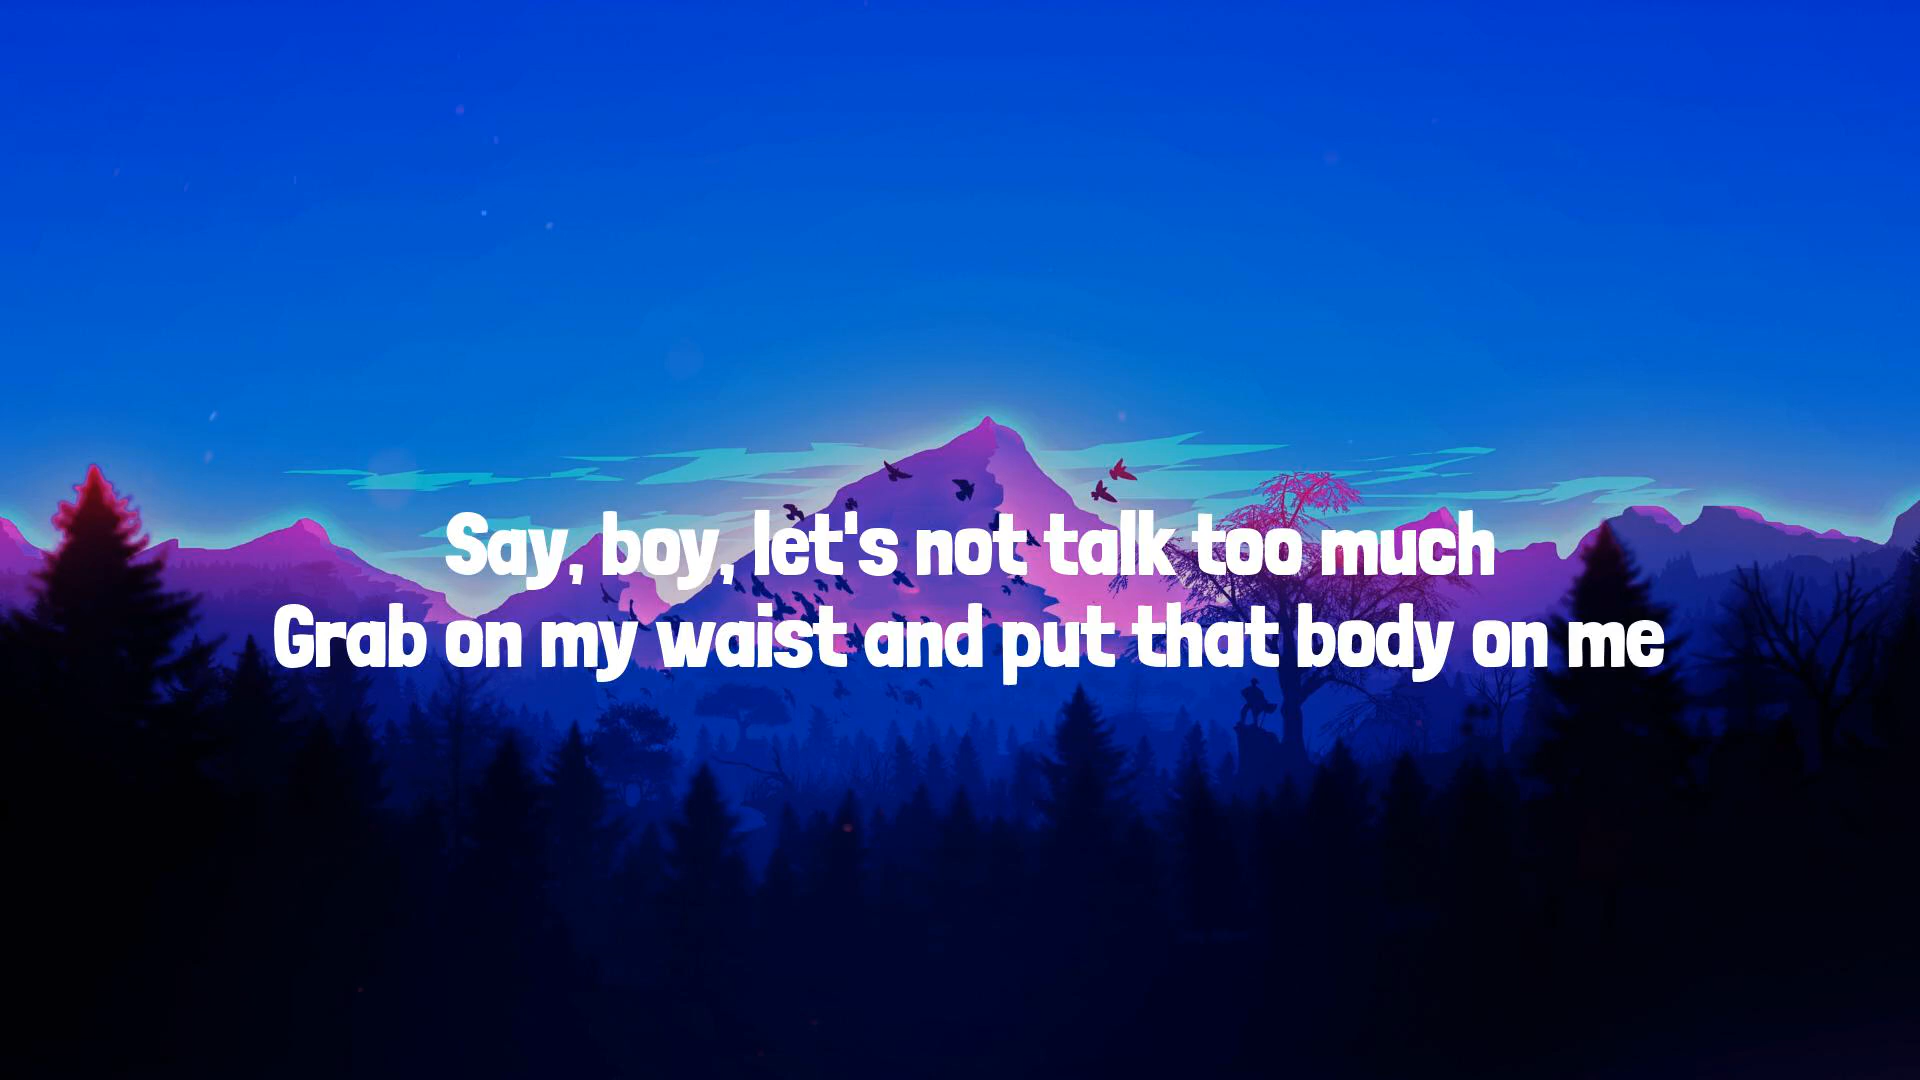 Say, boy, let's not talk too much
Grab on my waist and put that body on me